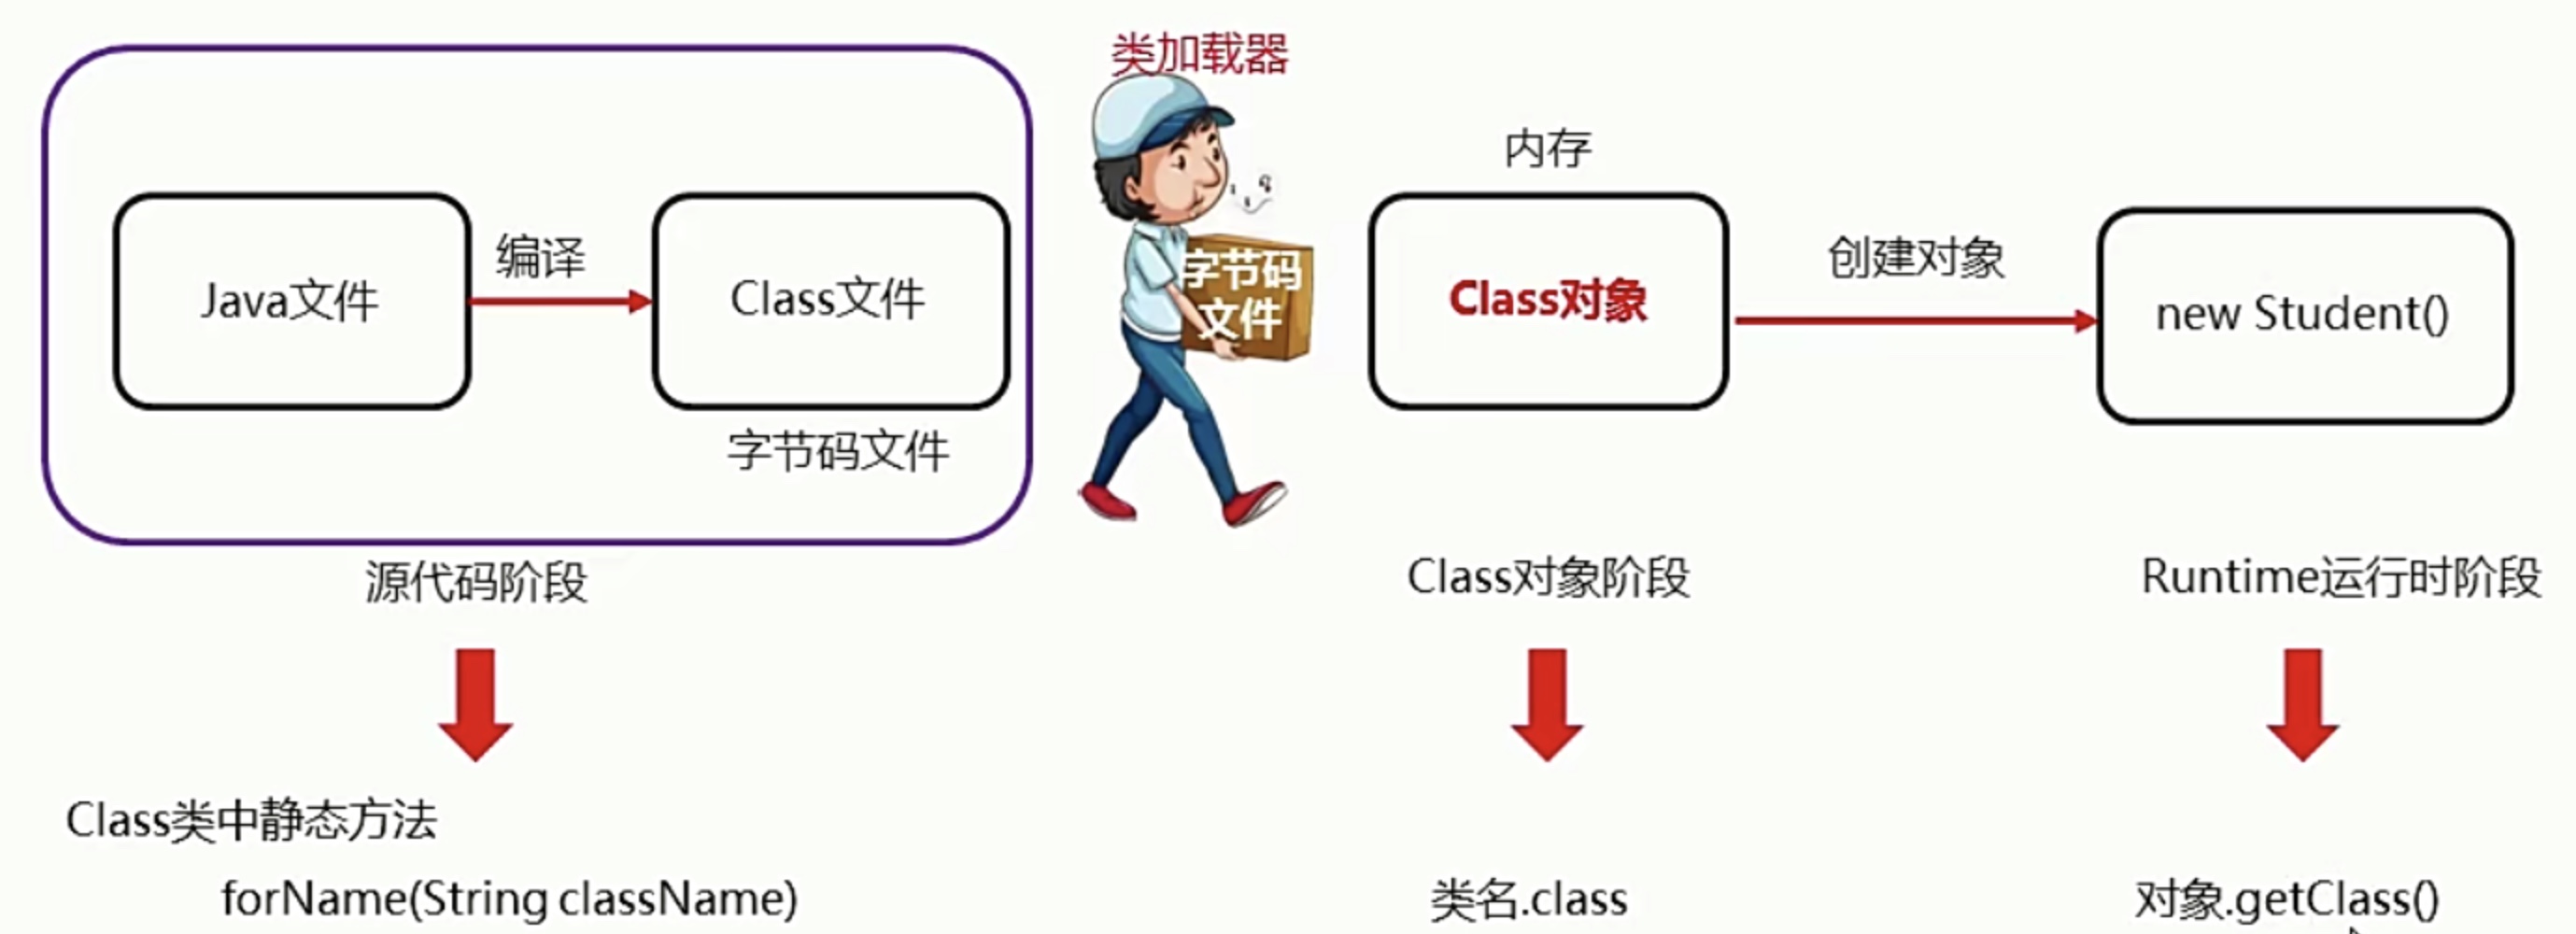 类加载器
内存
Java文件
编译
Class文件
字节码文件
字节码
文件
Class对象
创建对象
new Student()
源代码阶段
Class对象阶段
Runtime运行时阶段
Class类中静态方法
forName(String className)
类名.class
对象.getClass()